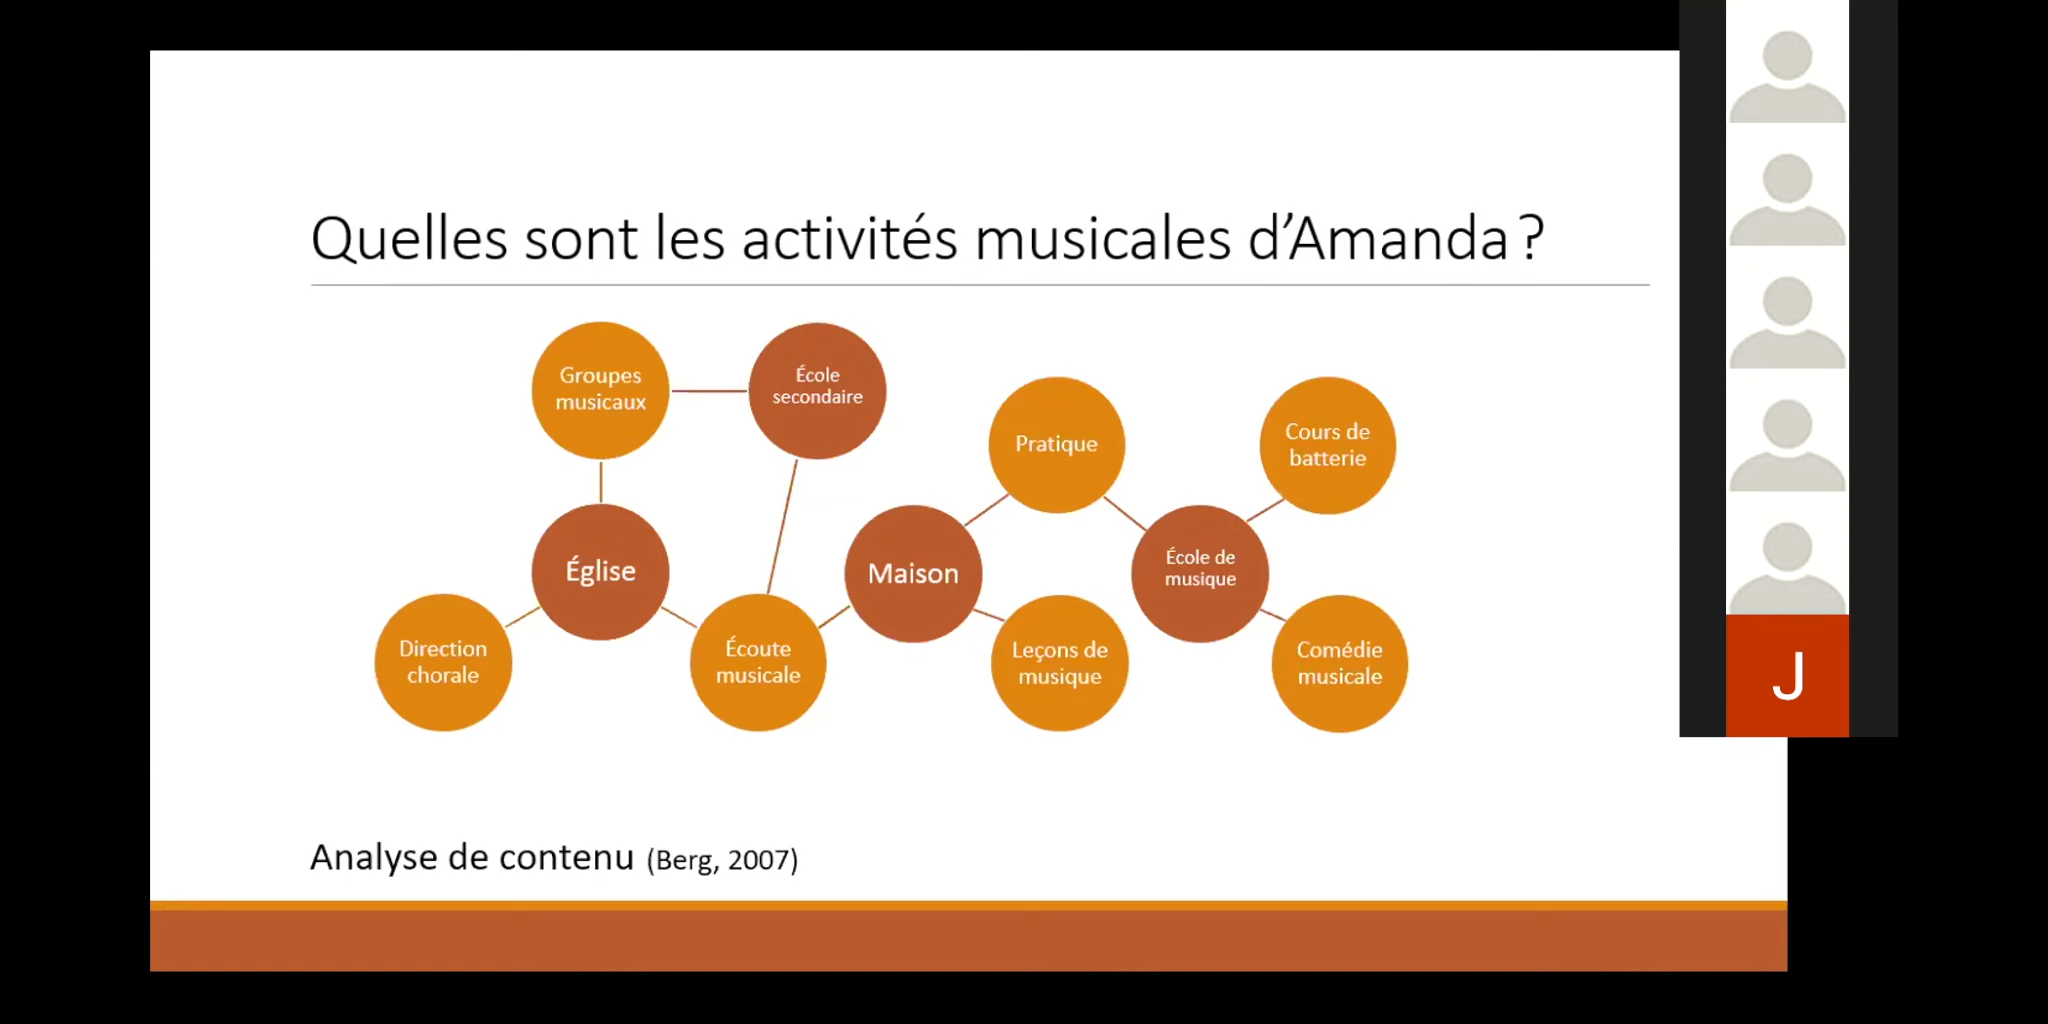 Quelles sont les activités musicales d’Amanda ?
Groupes
musicaux
École
secondaire
Pratique
Cours de
batterie
Église
Maison
École de
musique
Direction
chorale
Écoute
musicale
Leçons de
musique
Comédie
musicale
J
Analyse de contenu (Berg, 2007)